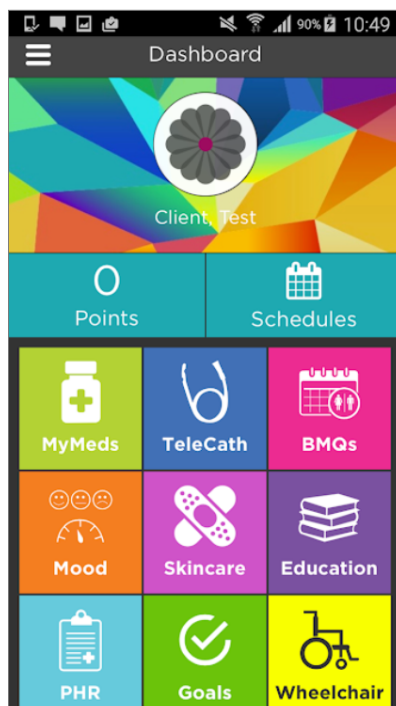 90% 10:49
Dashboard
Client, Test
0
Points
Schedules
MyMeds
TeleCath
BMQs
Mood
Skincare
Education
PHR
Goals
Wheelchair